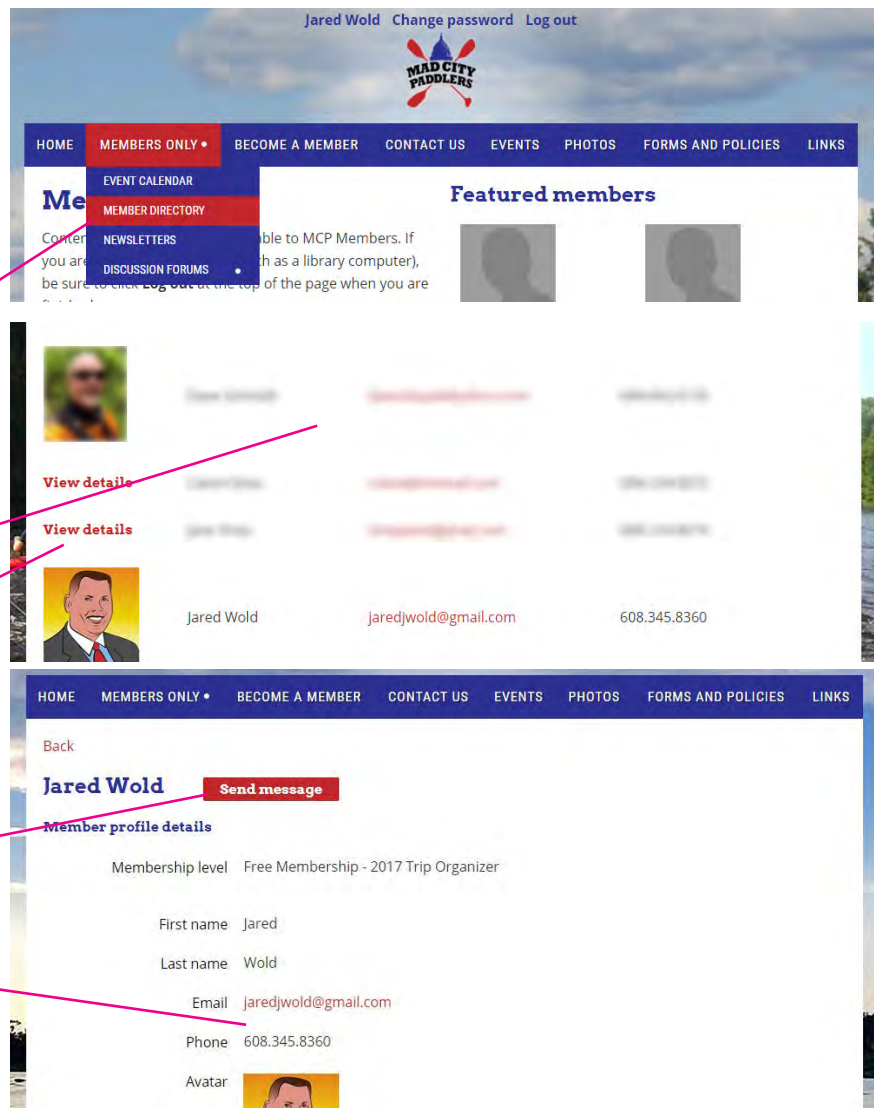 Jared Wold Change password Log out
MAD CITY
PADDLERS
HOME MEMBERS ONLY • BECOME A MEMBER CONTACT US EVENTS PHOTOS FORMS AND POLICIES LINKS
EVENT CALENDAR
MEMBER DIRECTORY
NEWSLETTERS
DISCUSSION FORUMS •
Me
Featured members
to MCP Members. If
you are as a library computer),
be sure to click Log out at the top of the page when you are
View details
View details
Jared Wold jaredjwold@gmail.com 608.345.8360
HOME MEMBERS ONLY • BECOME A MEMBER CONTACT US EVENTS PHOTOS FORMS AND POLICIES LINKS
Back
Jared Wold Send message
Member profile details
Membership level Free Membership - 2017 Trip Organizer
First name Jared
Last name Wold
Email jaredjwold@gmail.com
Phone 608.345.8360
Avatar